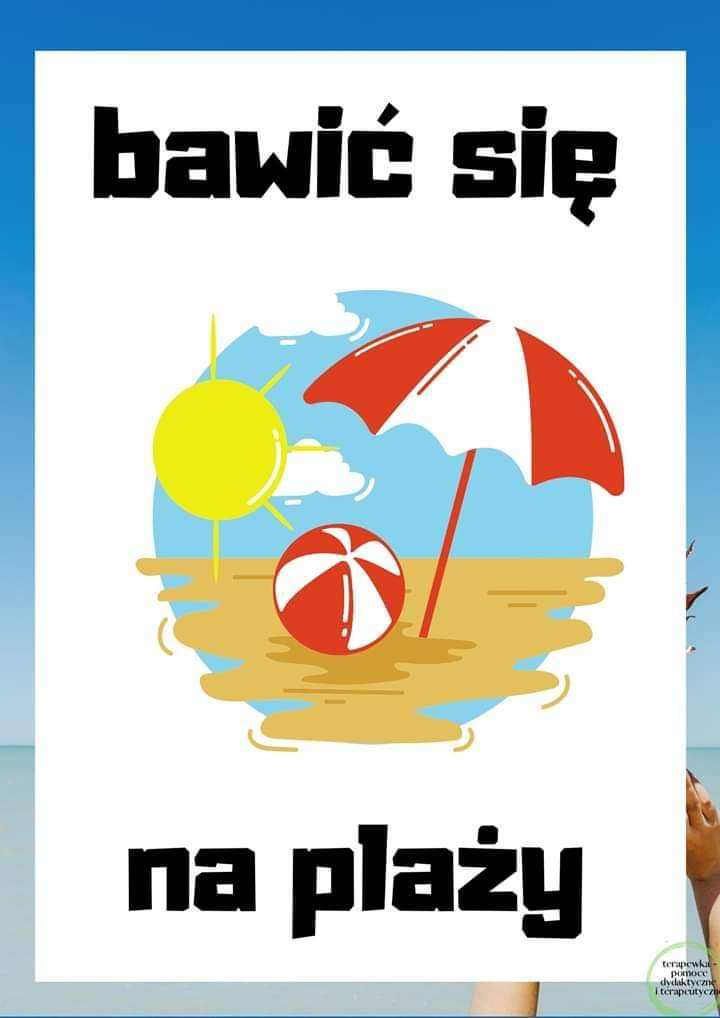 bawić się
na plaży
terapewka -
pomoce
dydaktyczne
i terapeutyczne